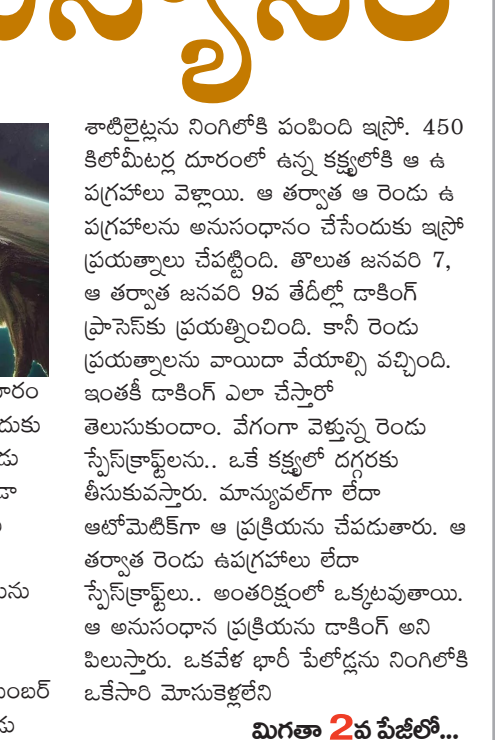 శాటిలైట్లను నింగిలోకి పంపింది ఇస్రో. 450
కిలోమీటర్ల దూరంలో ఉన్న కక్ష్యలోకి ఆ ఉ
పగ్రహాలు వెళ్లాయి. ఆ తర్వాత ఆ రెండు ఉ
పగ్రహాలను అనుసంధానం చేసేందుకు ఇస్రో
ప్రయత్నాలు చేపట్టింది. తొలుత జనవరి 7,
ఆ తర్వాత జనవరి 9వ తేదీల్లో డాకింగ్
ప్రాసెస్‌కు ప్రయత్నించింది. కానీ రెండు
ప్రయత్నాలను వాయిదా వేయాల్సి వచ్చింది.
ఇంతకీ డాకింగ్ ఎలా చేస్తారో
తెలుసుకుందాం. వేగంగా వెళ్తున్న రెండు
స్పేస్‌క్రాఫ్ట్‌లను.. ఒకే కక్ష్యలో దగ్గరకు
తీసుకువస్తారు. మాన్యువల్‌గా లేదా
ఆటోమెటిక్‌గా ఆ ప్రక్రియను చేపడుతారు. ఆ
తర్వాత రెండు ఉపగ్రహాలు లేదా
స్పేస్‌క్రాఫ్ట్‌లు.. అంతరిక్షంలో ఒక్కటవుతాయి.
ఆ అనుసంధాన ప్రక్రియను డాకింగ్ అని
పిలుస్తారు. ఒకవేళ భారీ పేలోడ్లను నింగిలోకి
ఒకేసారి మోసుకెళ్లలేని
మిగతా 2వ పేజీలో...